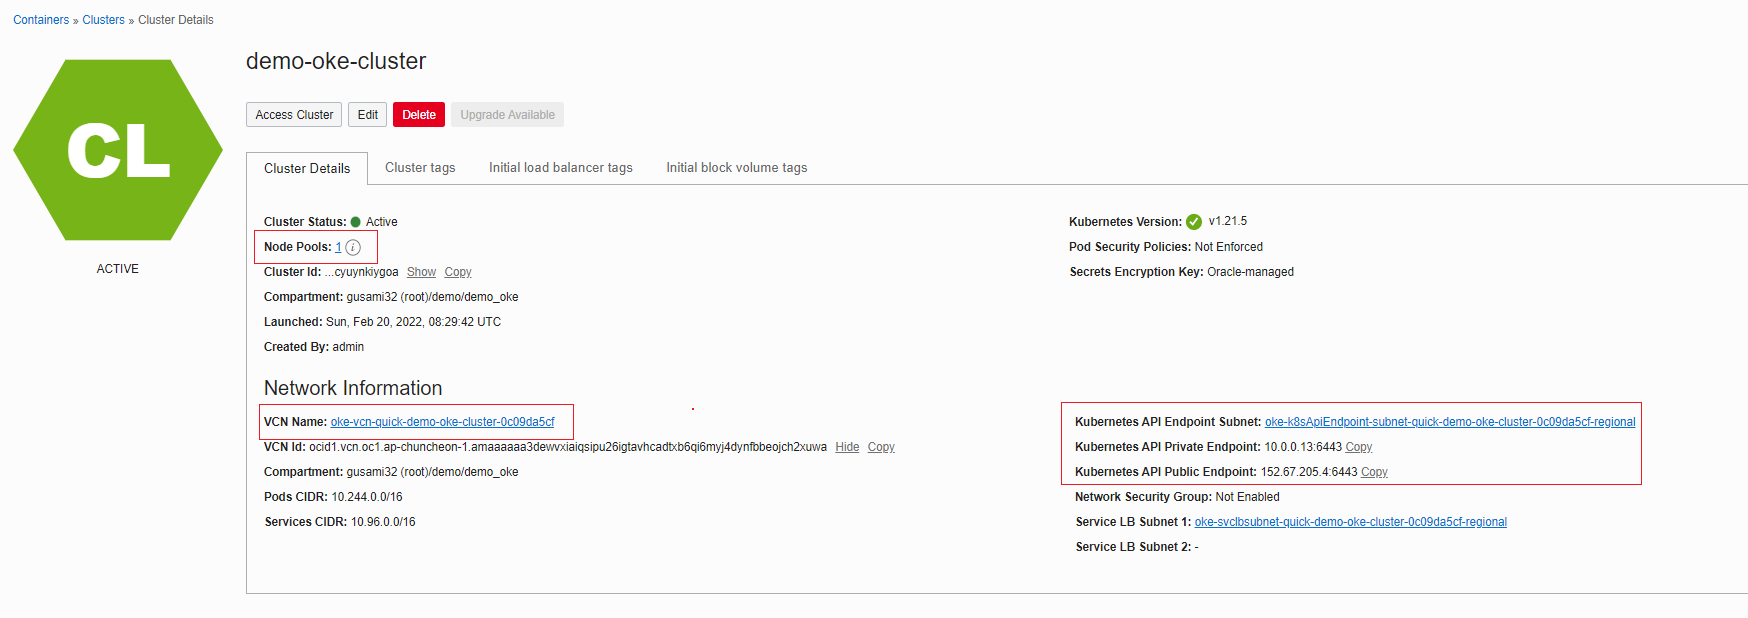 Containers » Clusters » Cluster Details
CL
ACTIVE
demo-oke-cluster
Access Cluster Edit Delete Upgrade Available
Cluster Details Cluster tags Initial load balancer tags Initial block volume tags
Cluster Status: Active
Node Pools: 1 i
Cluster Id: ...cyuynkiygoa Show Copy
Compartment: gusami32 (root)/demo/demo_oke
Launched: Sun, Feb 20, 2022, 08:29:42 UTC
Created By: admin
Kubernetes Version: v1.21.5
Pod Security Policies: Not Enforced
Secrets Encryption Key: Oracle-managed
Network Information
VCN Name: oke-vcn-quick-demo-oke-cluster-0c09da5cf
VCN Id: ocid1.vcn.oc1.ap-chuncheon-1.amaaaaaa3dewvxiaiqsipu26igtavhcadtxb6qi6myj4dynfbbeojch2xuwa Hide Copy
Compartment: gusami32 (root)/demo/demo_oke
Pods CIDR: 10.244.0.0/16
Services CIDR: 10.96.0.0/16
Kubernetes API Endpoint Subnet: oke-k8sApiEndpoint-subnet-quick-demo-oke-cluster-0c09da5cf-regional
Kubernetes API Private Endpoint: 10.0.0.13:6443 Copy
Kubernetes API Public Endpoint: 152.67.205.4:6443 Copy
Network Security Group: Not Enabled
Service LB Subnet 1: oke-svclbsubnet-quick-demo-oke-cluster-0c09da5cf-regional
Service LB Subnet 2: -